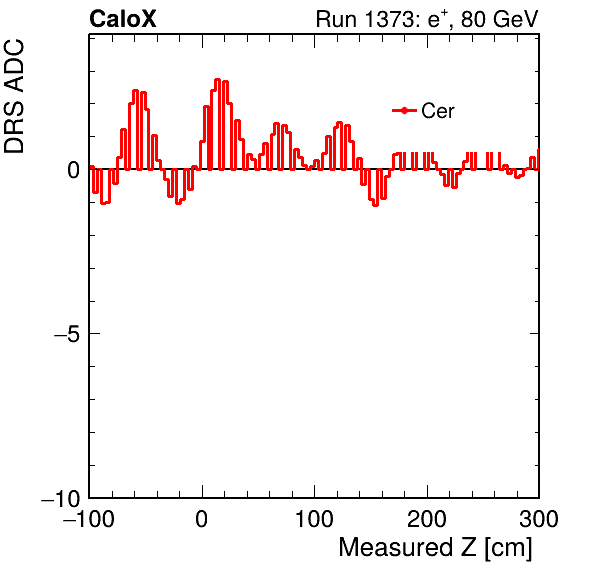 CaloX Run 1373: e⁺, 80 GeV
DRS ADC
Cer
0
−5
−10
−100 0 100 200 300
Measured Z [cm]